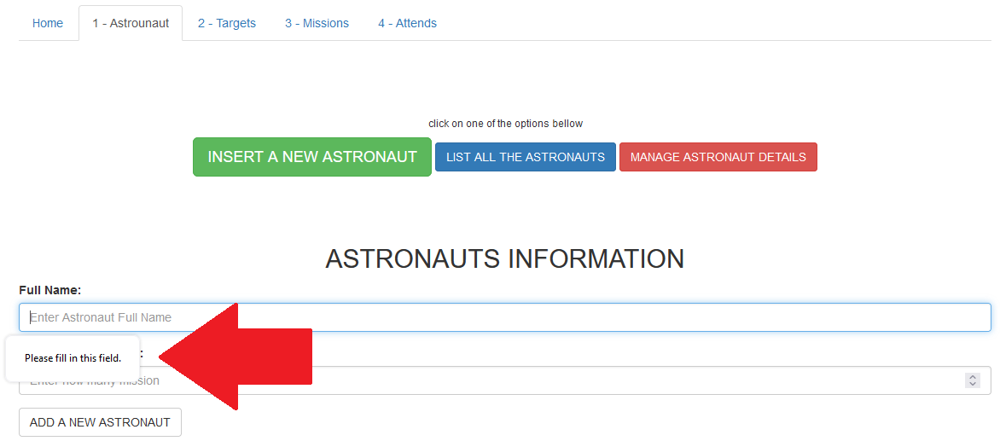 Home 1 - Astrounaut 2 - Targets 3 - Missions 4 - Attends
click on one of the options bellow
INSERT A NEW ASTRONAUT LIST ALL THE ASTRONAUTS MANAGE ASTRONAUT DETAILS
ASTRONAUTS INFORMATION
Full Name:
Enter Astronaut Full Name
Please fill in this field. :
Enter how many mission
ADD A NEW ASTRONAUT